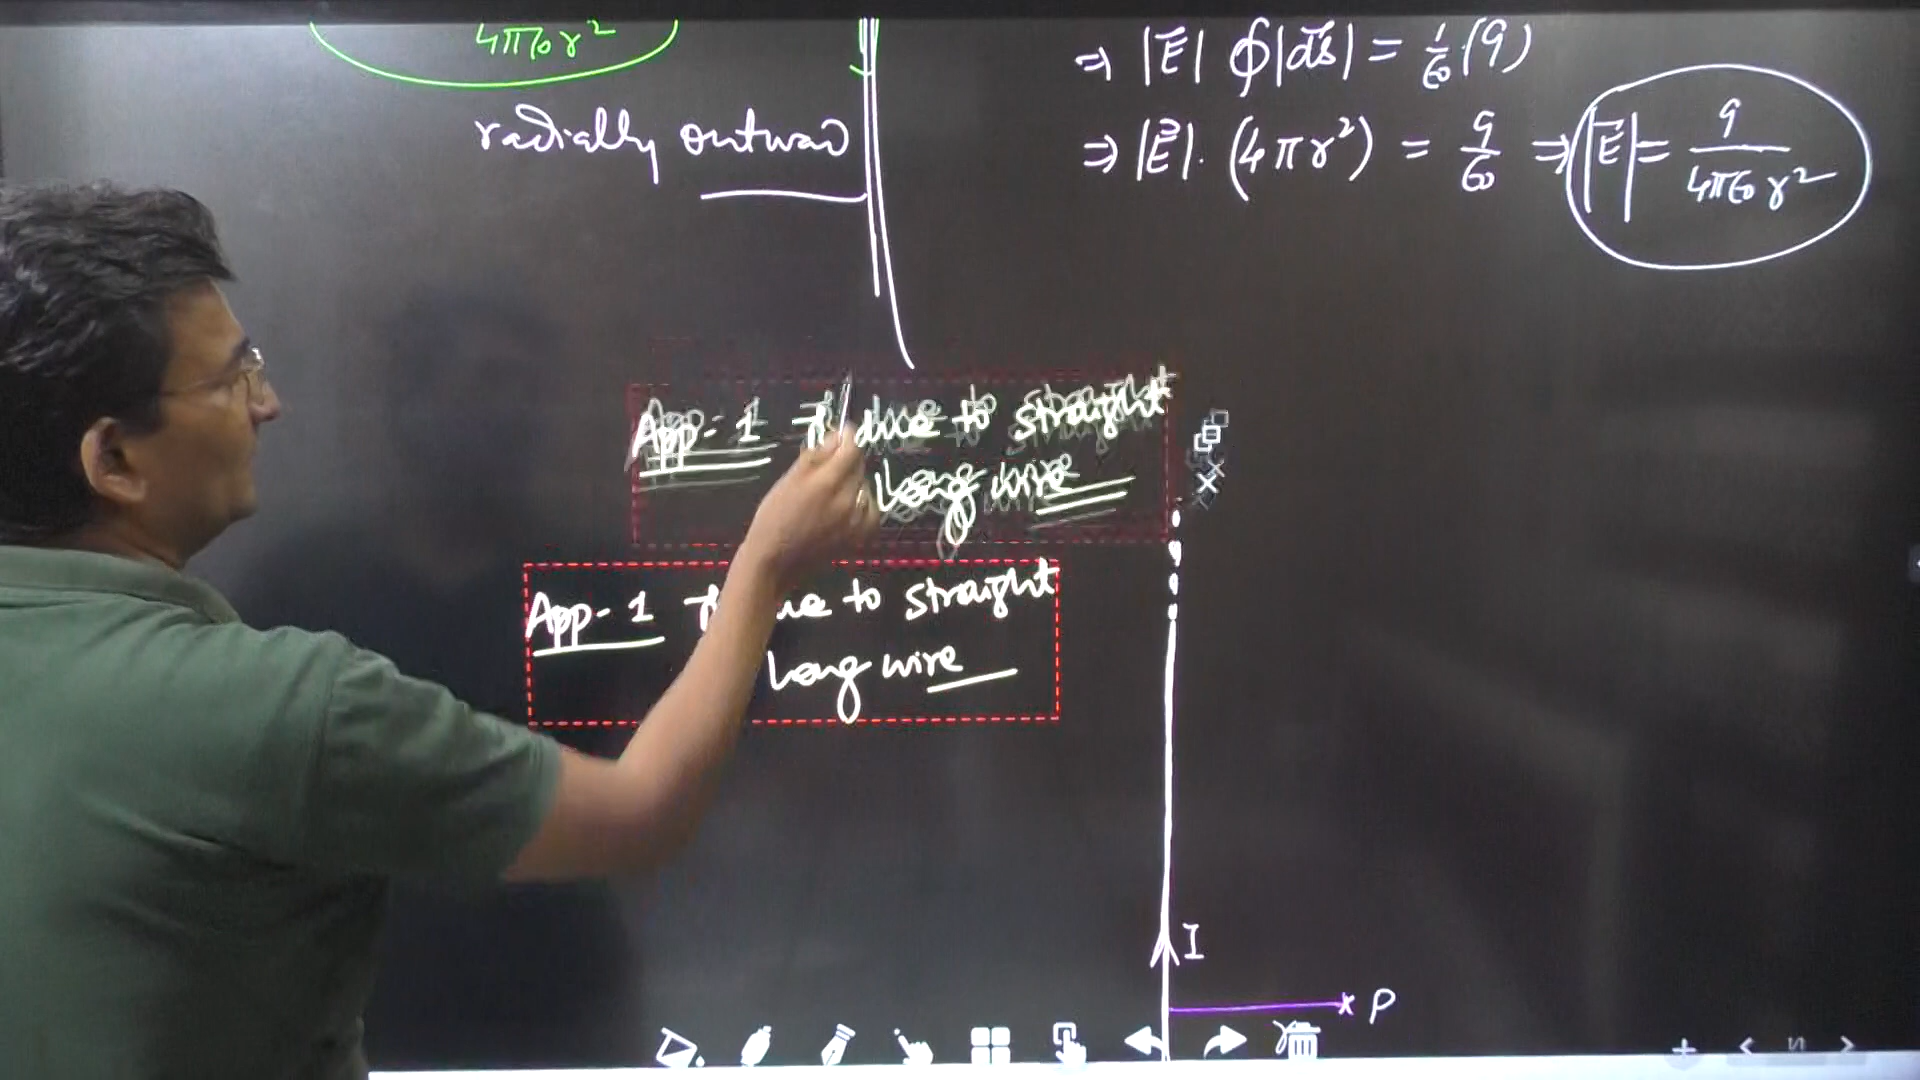 4πϵ₀r²
radially outward
⇒ |E⃗| ∮|ds⃗| = 1/ϵ₀ (q)
⇒ |E⃗| · (4πr²) = q/ϵ₀ ⇒ |E⃗| = q/4πϵ₀r²
App-1 due to straight
Long wire
App-1 to straight
Long wire
I
P
r